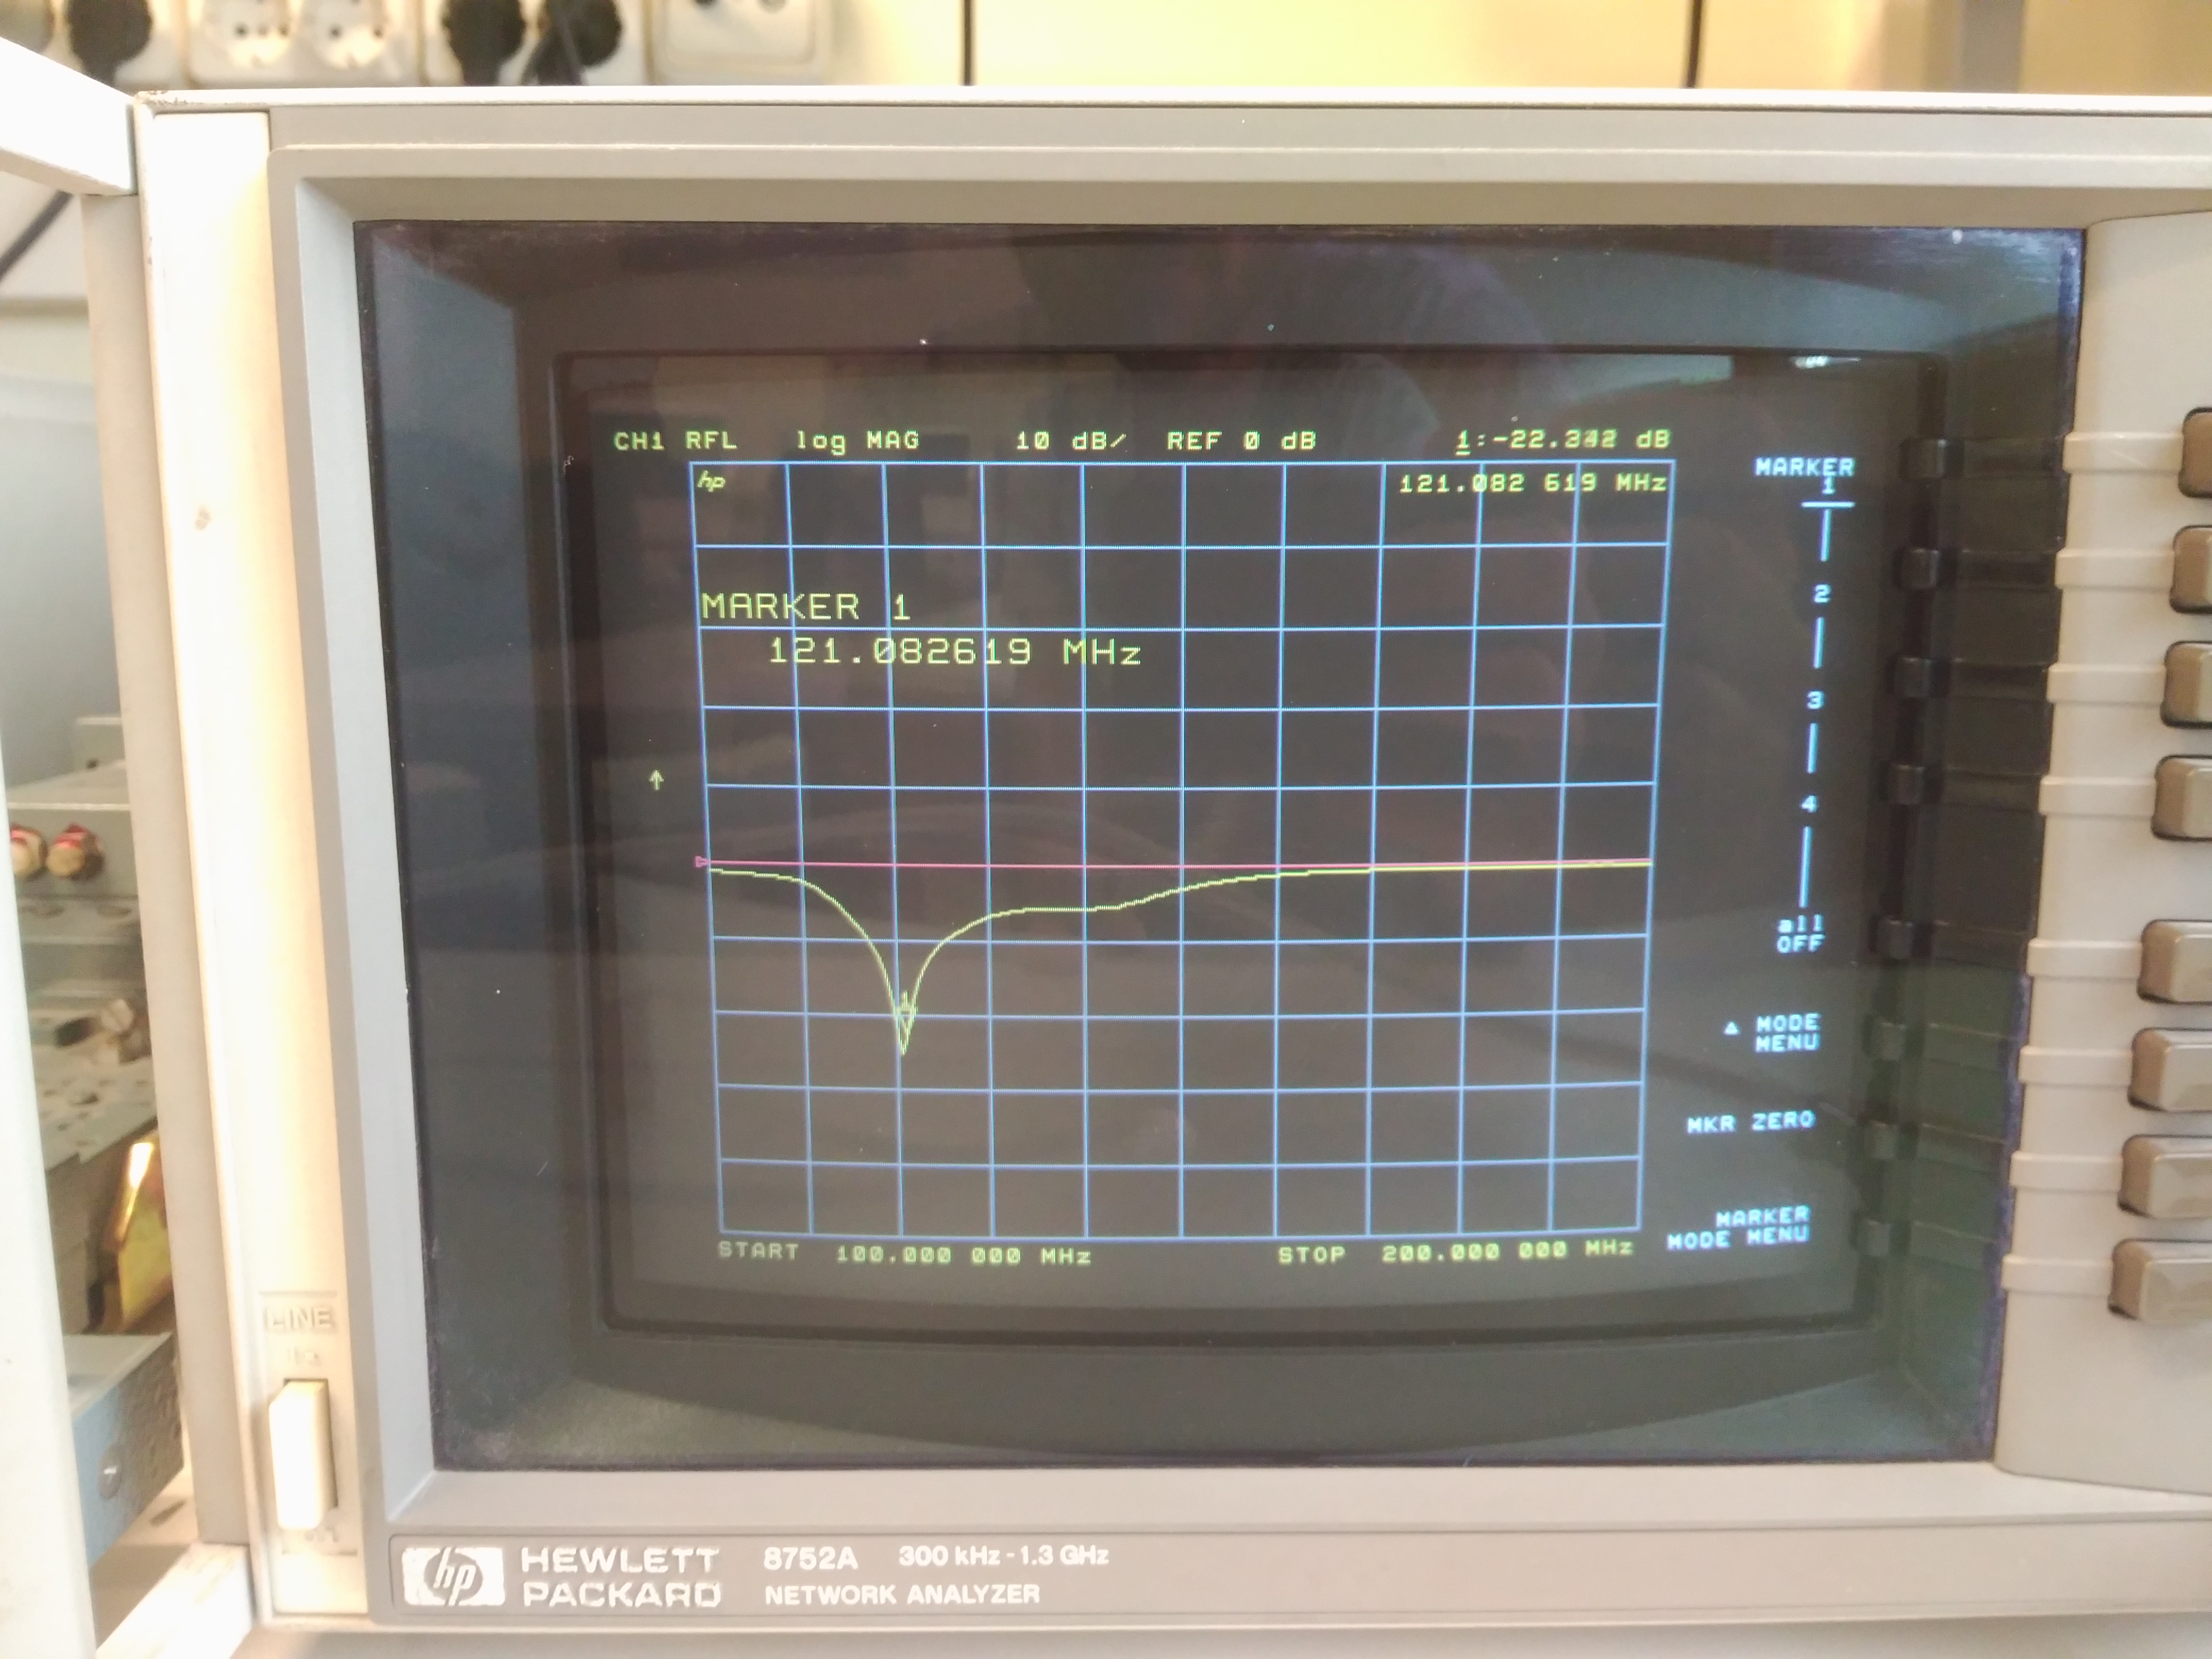 CH1 RFL log MAG 10 dB/ REF 0 dB 1:-22.342 dB
hp 121.082 619 MHz
MARKER 1
121.082619 MHz
START 100.000 000 MHz STOP 200.000 000 MHz
MARKER
1
2
3
4
all
OFF
▲ MODE
MENU
MKR ZERO
MARKER
MODE MENU
1
LINE
hp HEWLETT
PACKARD
8752A 300 kHz - 1.3 GHz
NETWORK ANALYZER